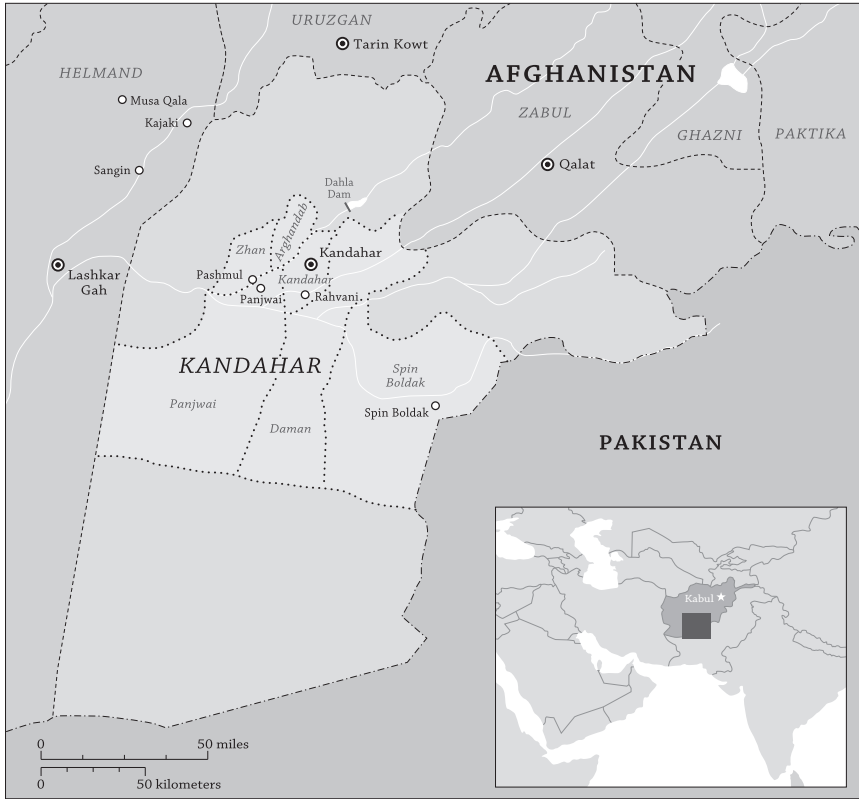 URUZGAN
Tarin Kowt
HELMAND
AFGHANISTAN
Musa Qala
Kajaki
ZABUL
GHAZNI
PAKTIKA
Sangin
Qalat
Dahla
Dam
Arghandab
Zhari
Kandahar
Lashkar
Gah
Pashmul
Kandahar
Panjwai
Rahvani
KANDAHAR
Spin
Boldak
Panjwai
Spin Boldak
Daman
PAKISTAN
Kabul
0
50 miles
0
50 kilometers